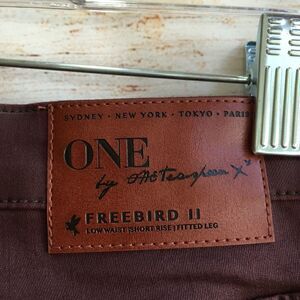 SYDNEY · NEW YORK · TOKYO · PARIS
ONE
by One Teaspoon X
FREEBIRD II
LOW WAIST | SHORT RISE | FITTED LEG